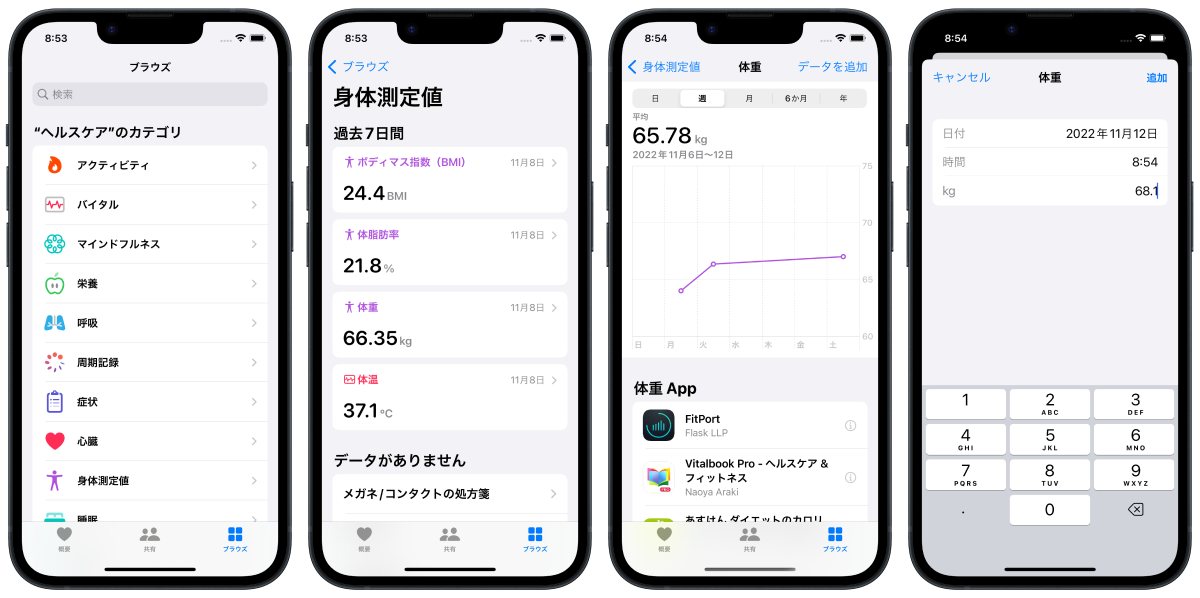 8:53
ブラウズ
検索
“ヘルスケア”のカテゴリ
アクティビティ
バイタル
マインドフルネス
栄養
呼吸
周期記録
症状
心臓
身体測定値
睡眠
概要
共有
ブラウズ
8:53
ブラウズ
身体測定値
過去7日間
ボディマス指数（BMI） 11月8日
24.4 BMI
体脂肪率 11月8日
21.8 %
体重 11月8日
66.35 kg
体温 11月8日
37.1 °C
データがありません
メガネ/コンタクトの処方箋
概要
共有
ブラウズ
8:54
身体測定値 体重 データを追加
日 週 月 6か月 年
平均
65.78 kg
2022年11月6日〜12日
75
70
65
60
日 月 火 水 木 金 土
体重 App
FitPort
Flask LLP
Vitalbook Pro - ヘルスケア &
フィットネス
Naoya Araki
あすけん ダイエットのカロリ
概要
共有
ブラウズ
8:54
キャンセル 体重 追加
日付 2022年11月12日
時間 8:54
kg 68.1
1 2 3
ABC DEF
4 5 6
GHI JKL MNO
7 8 9
PQRS TUV WXYZ
. 0